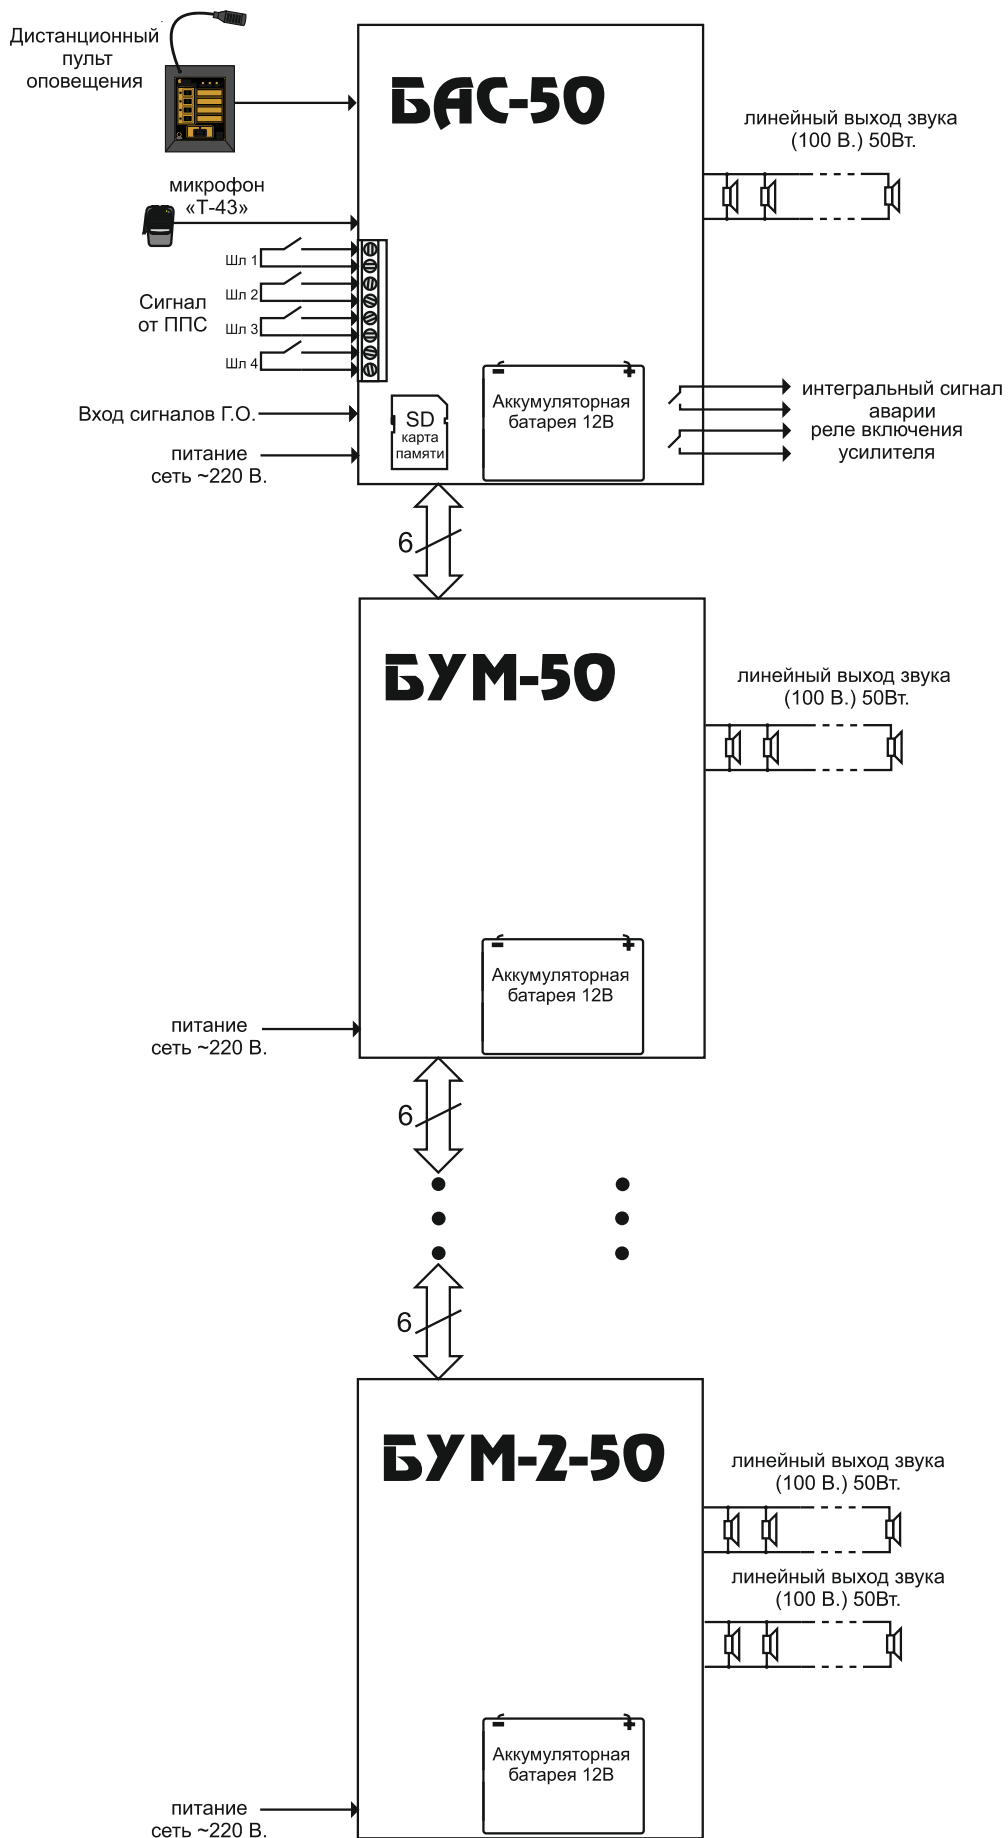 Дистанционный
пульт
оповещения
БАС-50
линейный выход звука
(100 В.) 50Вт.
микрофон
«Т-43»
Шл 1
Шл 2
Сигнал
от ППС
Шл 3
Шл 4
Вход сигналов Г.О.
питание
сеть ~220 В.
SD
карта
памяти
Аккумуляторная
батарея 12В
интегральный сигнал
аварии
реле включения
усилителя
6
БУМ-50
линейный выход звука
(100 В.) 50Вт.
Аккумуляторная
батарея 12В
питание
сеть ~220 В.
6
6
БУМ-2-50
линейный выход звука
(100 В.) 50Вт.
линейный выход звука
(100 В.) 50Вт.
Аккумуляторная
батарея 12В
питание
сеть ~220 В.